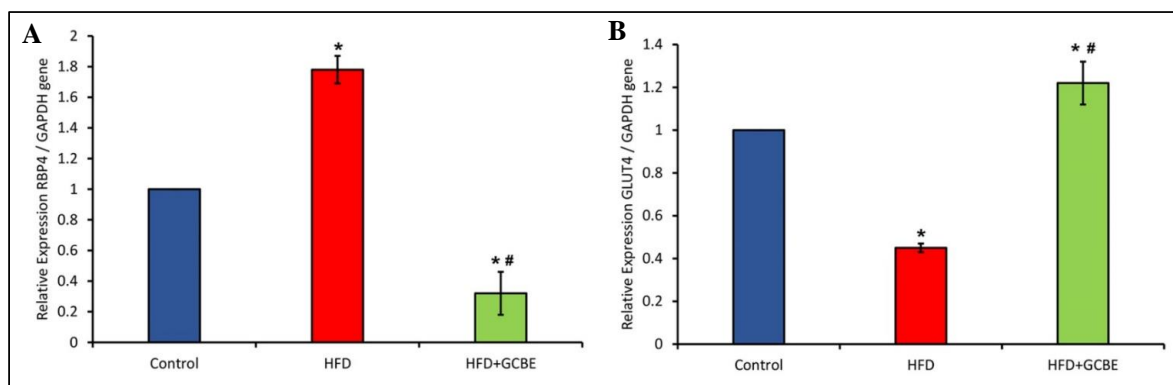 A
Relative Expression RBP4 / GAPDH gene
2
1.8
1.6
1.4
1.2
1
0.8
0.6
0.4
0.2
0
*
* #
Control
HFD
HFD+GCBE
B
Relative Expression GLUT4 / GAPDH gene
1.4
1.2
1
0.8
0.6
0.4
0.2
0
*
* #
Control
HFD
HFD+GCBE